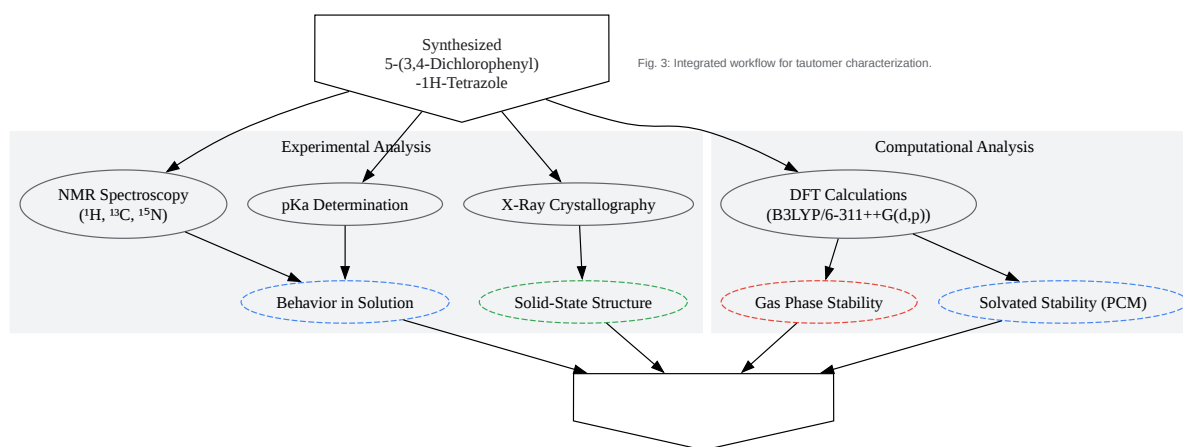 Synthesized
5-(3,4-Dichlorophenyl)
-1H-Tetrazole
Fig. 3: Integrated workflow for tautomer characterization.
Experimental Analysis
Computational Analysis
NMR Spectroscopy
(¹H, ¹³C, ¹⁵N)
pKa Determination
X-Ray Crystallography
DFT Calculations
(B3LYP/6-311++G(d,p))
Behavior in Solution
Solid-State Structure
Gas Phase Stability
Solvated Stability (PCM)